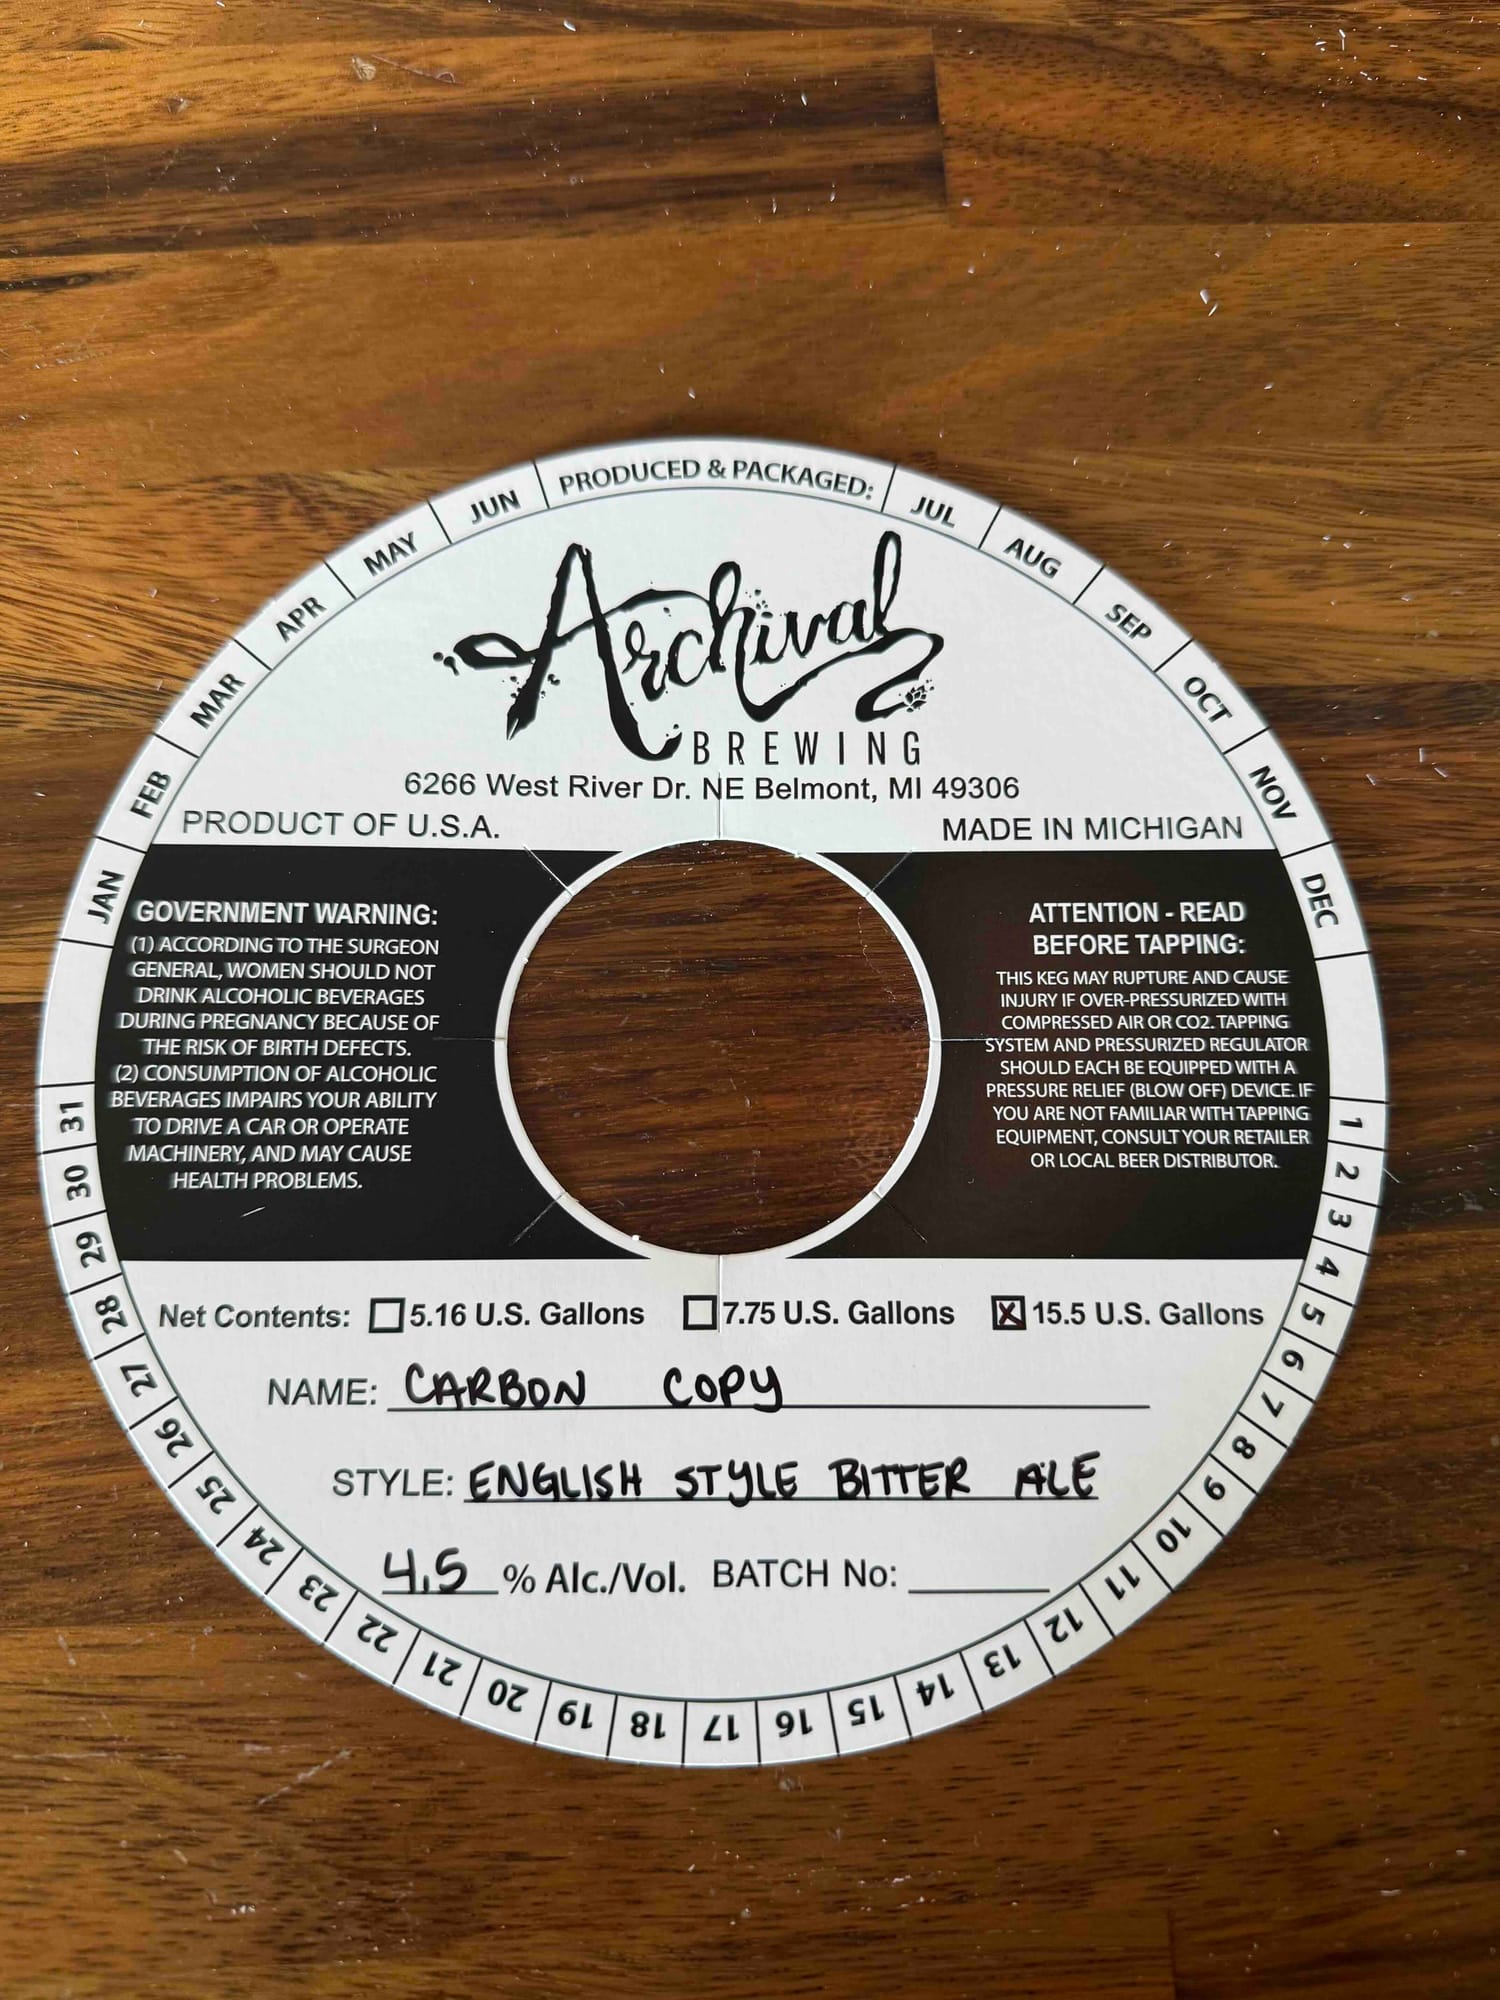 PRODUCED & PACKAGED:
JAN FEB MAR APR MAY JUN
JUL AUG SEP OCT NOV DEC
Archival
BREWING
6266 West River Dr. NE Belmont, MI 49306
PRODUCT OF U.S.A.
MADE IN MICHIGAN
GOVERNMENT WARNING:
(1) ACCORDING TO THE SURGEON
GENERAL, WOMEN SHOULD NOT
DRINK ALCOHOLIC BEVERAGES
DURING PREGNANCY BECAUSE OF
THE RISK OF BIRTH DEFECTS.
(2) CONSUMPTION OF ALCOHOLIC
BEVERAGES IMPAIRS YOUR ABILITY
TO DRIVE A CAR OR OPERATE
MACHINERY, AND MAY CAUSE
HEALTH PROBLEMS.
ATTENTION - READ
BEFORE TAPPING:
THIS KEG MAY RUPTURE AND CAUSE
INJURY IF OVER-PRESSURIZED WITH
COMPRESSED AIR OR CO2. TAPPING
SYSTEM AND PRESSURIZED REGULATOR
SHOULD EACH BE EQUIPPED WITH A
PRESSURE RELIEF (BLOW OFF) DEVICE. IF
YOU ARE NOT FAMILIAR WITH TAPPING
EQUIPMENT, CONSULT YOUR RETAILER
OR LOCAL BEER DISTRIBUTOR.
Net Contents: 5.16 U.S. Gallons 7.75 U.S. Gallons X 15.5 U.S. Gallons
NAME: CARBON COPY
STYLE: ENGLISH STYLE BITTER ALE
4.5 % Alc./Vol. BATCH No:
1 2 3 4 5 6 7 8 9 10 11 12 13 14 15 16 17 18 19 20 21 22 23 24 25 26 27 28 29 30 31